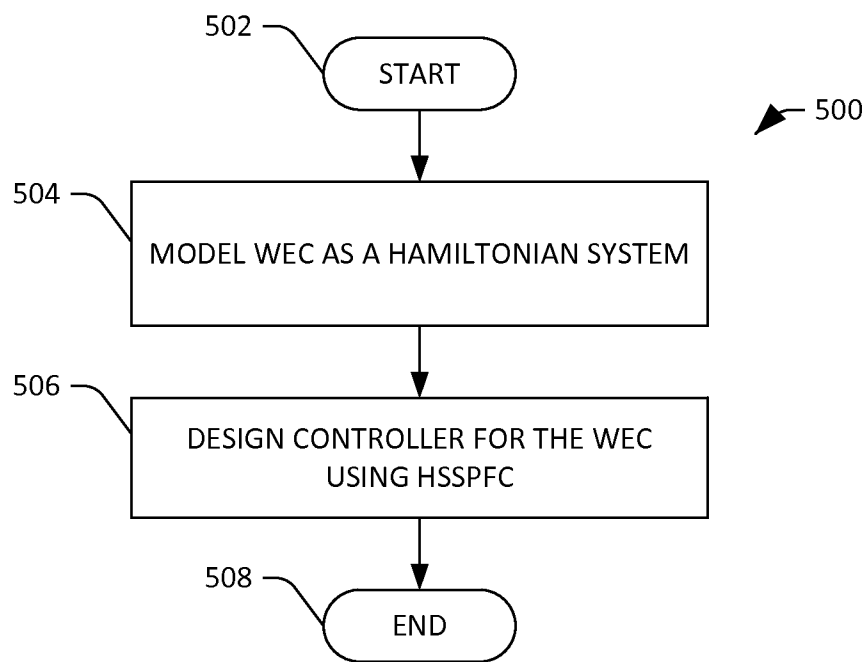 502
START
500
504
MODEL WEC AS A HAMILTONIAN SYSTEM
506
DESIGN CONTROLLER FOR THE WEC
USING HSSPFC
508
END